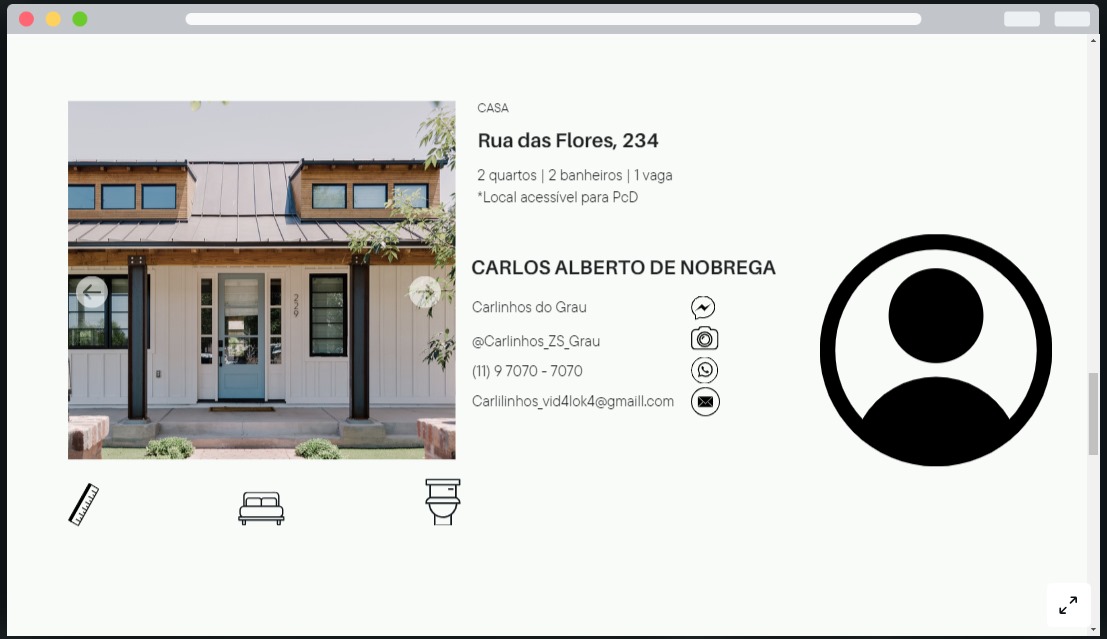 CASA
Rua das Flores, 234
2 quartos | 2 banheiros | 1 vaga
*Local acessível para PcD
CARLOS ALBERTO DE NOBREGA
Carlinhos do Grau
@Carlinhos_ZS_Grau
(11) 9 7070 - 7070
Carlilinhos_vid4lok4@gmaill.com
259